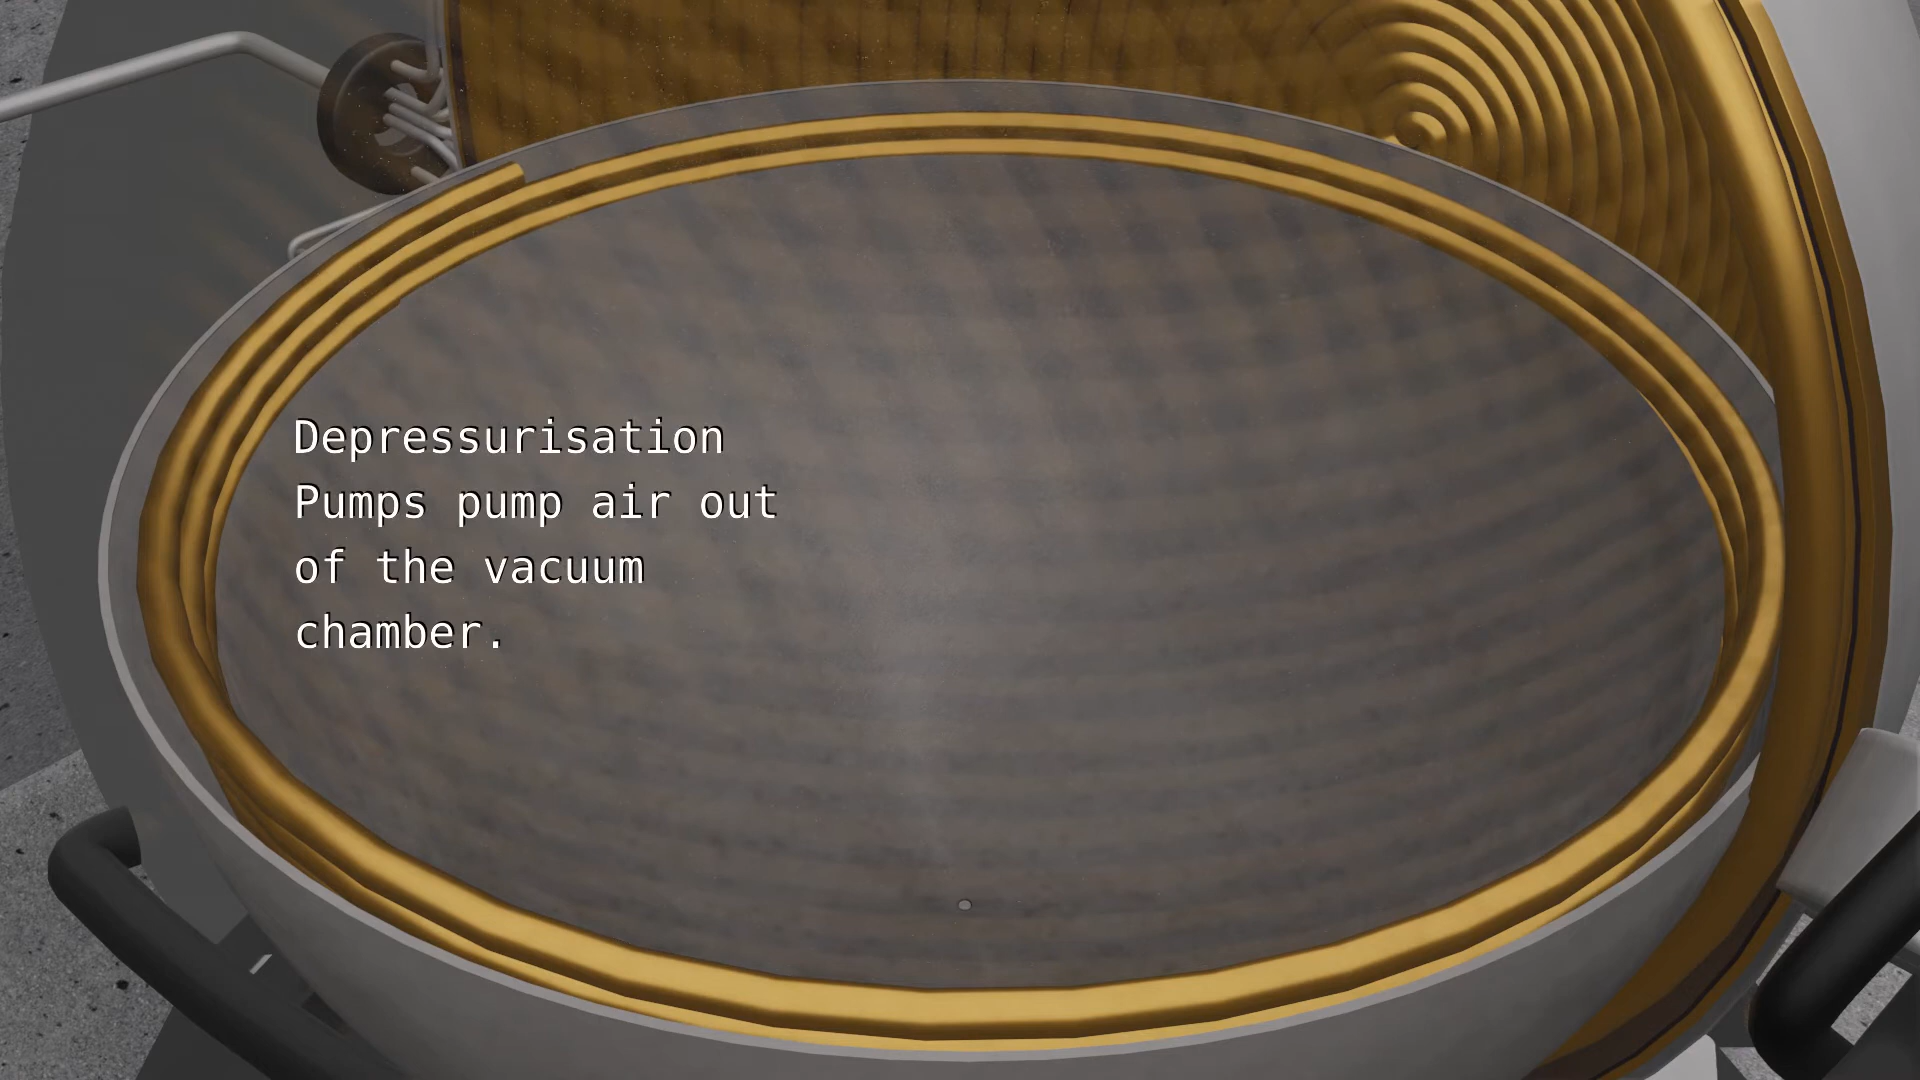 Depressurisation
Pumps pump air out
of the vacuum
chamber.